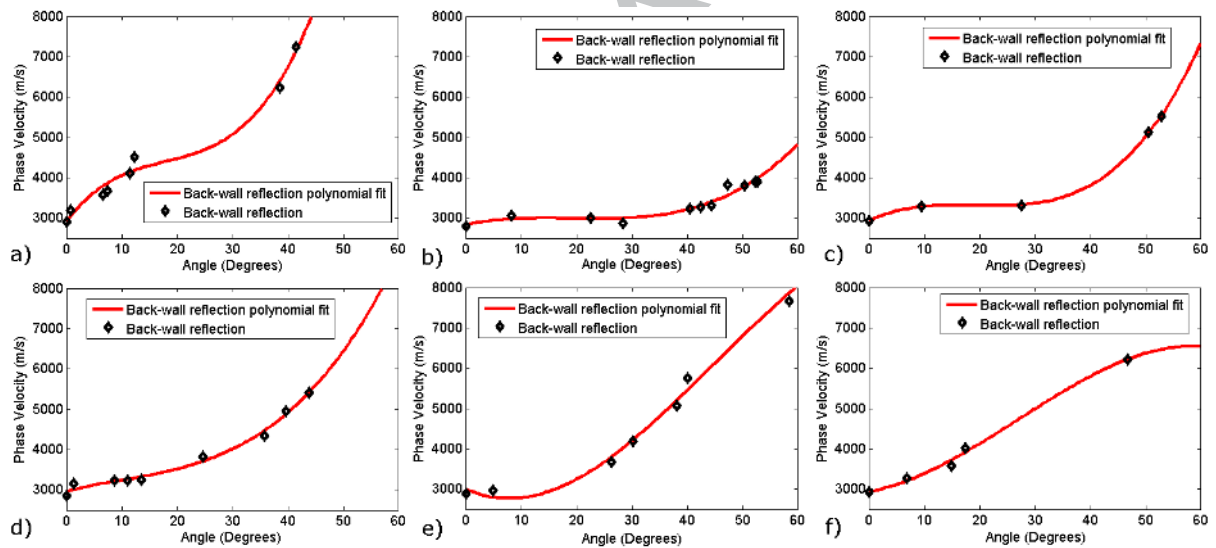 8000
7000
6000
5000
4000
3000
Phase Velocity (m/s)
Back-wall reflection polynomial fit
Back-wall reflection
0 10 20 30 40 50 60
Angle (Degrees)
a)
8000
7000
6000
5000
4000
3000
Phase Velocity (m/s)
Back-wall reflection polynomial fit
Back-wall reflection
0 10 20 30 40 50 60
Angle (Degrees)
b)
8000
7000
6000
5000
4000
3000
Phase Velocity (m/s)
Back-wall reflection polynomial fit
Back-wall reflection
0 10 20 30 40 50 60
Angle (Degrees)
c)
8000
7000
6000
5000
4000
3000
Phase Velocity (m/s)
Back-wall reflection polynomial fit
Back-wall reflection
0 10 20 30 40 50 60
Angle (Degrees)
d)
8000
7000
6000
5000
4000
3000
Phase Velocity (m/s)
Back-wall reflection polynomial fit
Back-wall reflection
0 10 20 30 40 50 60
Angle (Degrees)
e)
8000
7000
6000
5000
4000
3000
Phase Velocity (m/s)
Back-wall reflection polynomial fit
Back-wall reflection
0 10 20 30 40 50 60
Angle (Degrees)
f)